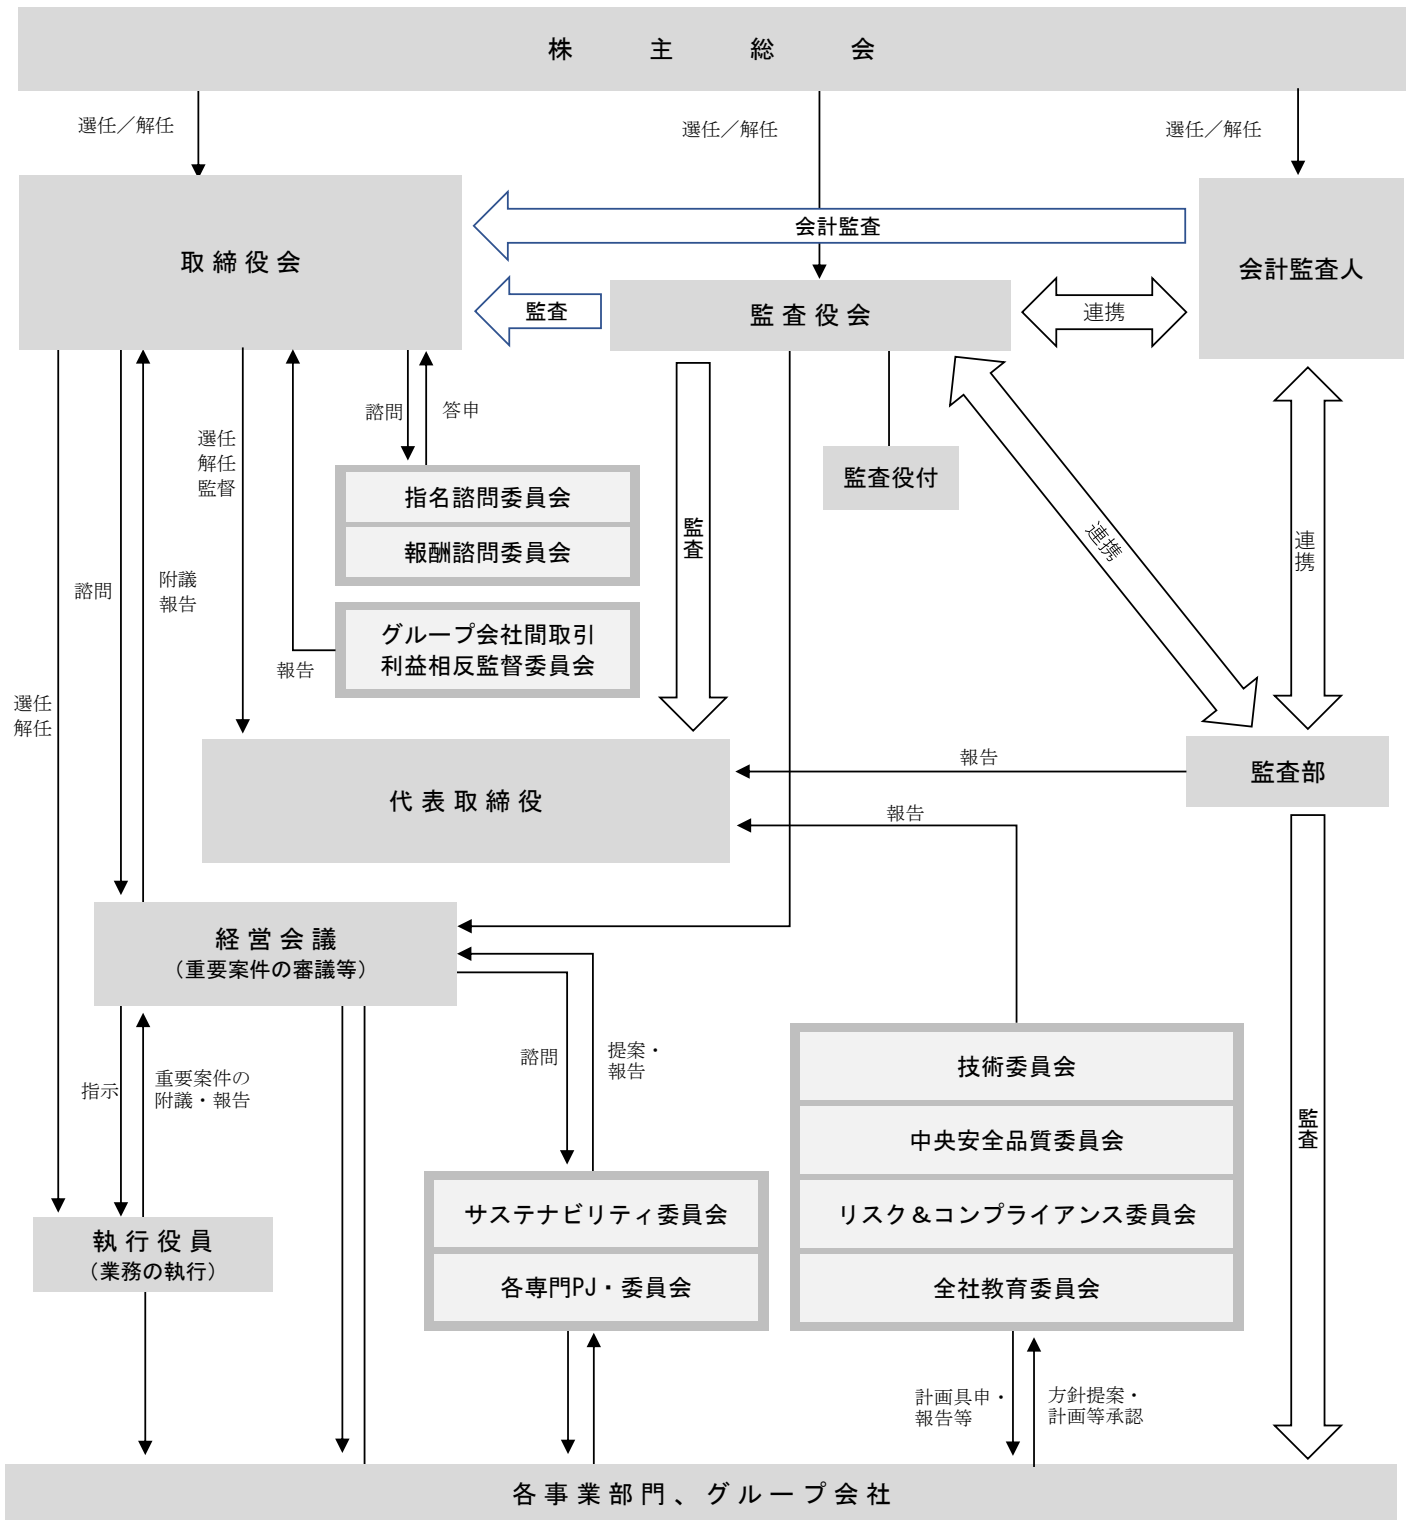 株主総会
選任／解任
選任／解任
選任／解任
取締役会
会計監査
会計監査人
監査
監査役会
連携
諮問
答申
選任
解任
監督
監査役付
指名諮問委員会
報酬諮問委員会
監査
連携
連携
諮問
附議
報告
グループ会社間取引
利益相反監督委員会
報告
選任
解任
報告
監査部
代表取締役
報告
経営会議
（重要案件の審議等）
諮問
提案・
報告
技術委員会
指示
重要案件の
附議・報告
中央安全品質委員会
監査
サステナビリティ委員会
リスク＆コンプライアンス委員会
執行役員
（業務の執行）
各専門PJ・委員会
全社教育委員会
計画具申・
報告等
方針提案・
計画等承認
各事業部門、グループ会社